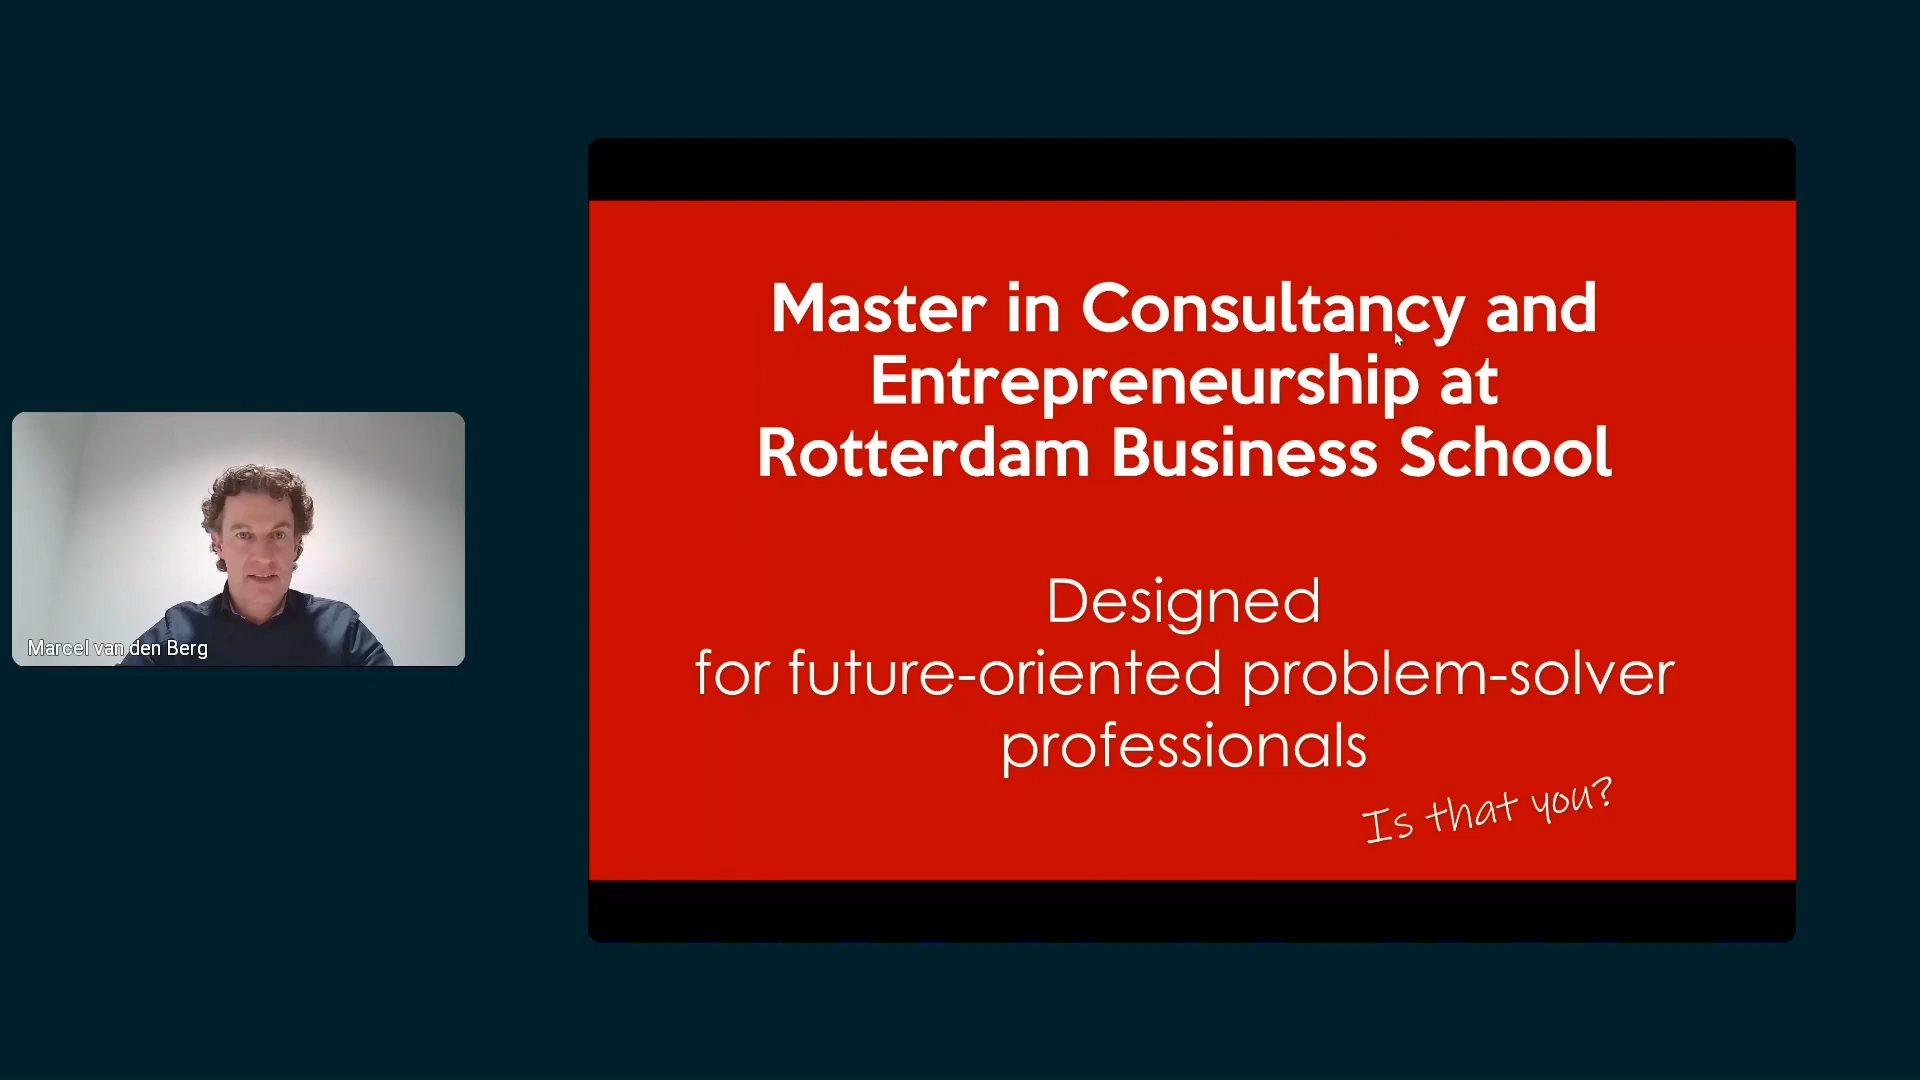 Marcel van den Berg
Master in Consultancy and
Entrepreneurship at
Rotterdam Business School
Designed
for future-oriented problem-solver
professionals
Is that you?